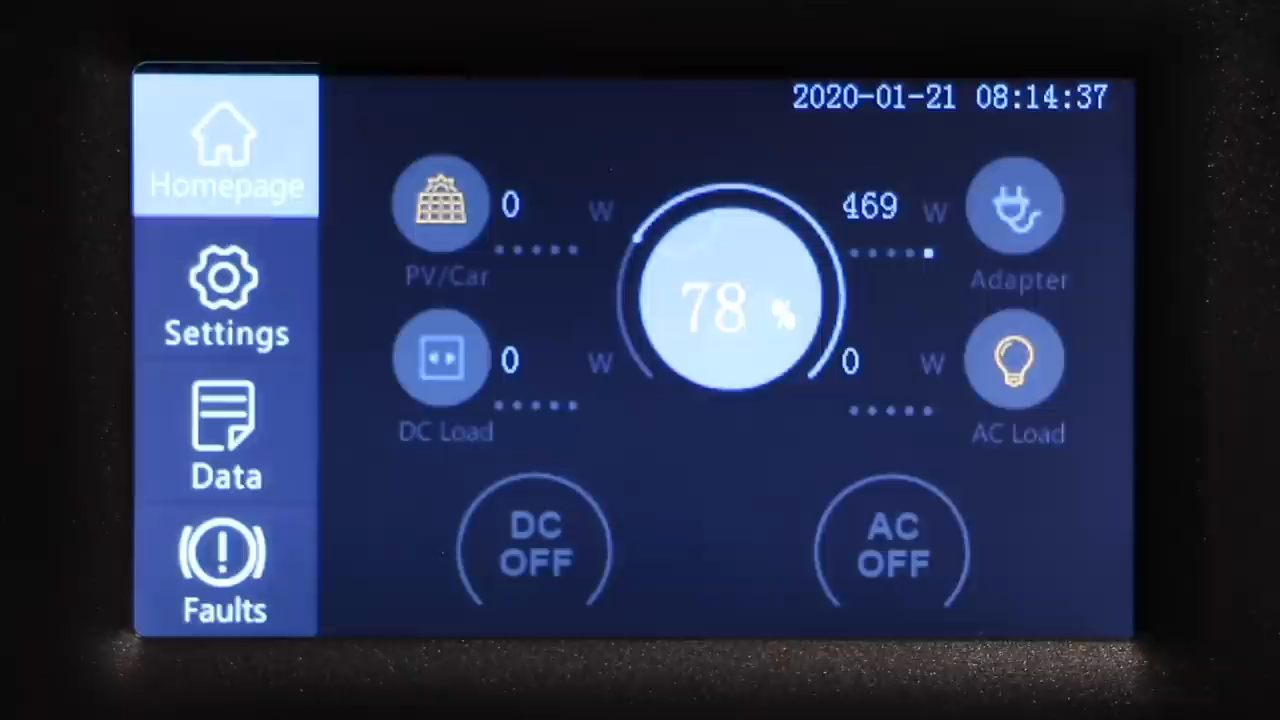 2020-01-21 08:14:37
Homepage
Settings
Data
Faults
0 W
PV/Car
469 W
Adapter
78 %
0 W
DC Load
0 W
AC Load
DC
OFF
AC
OFF